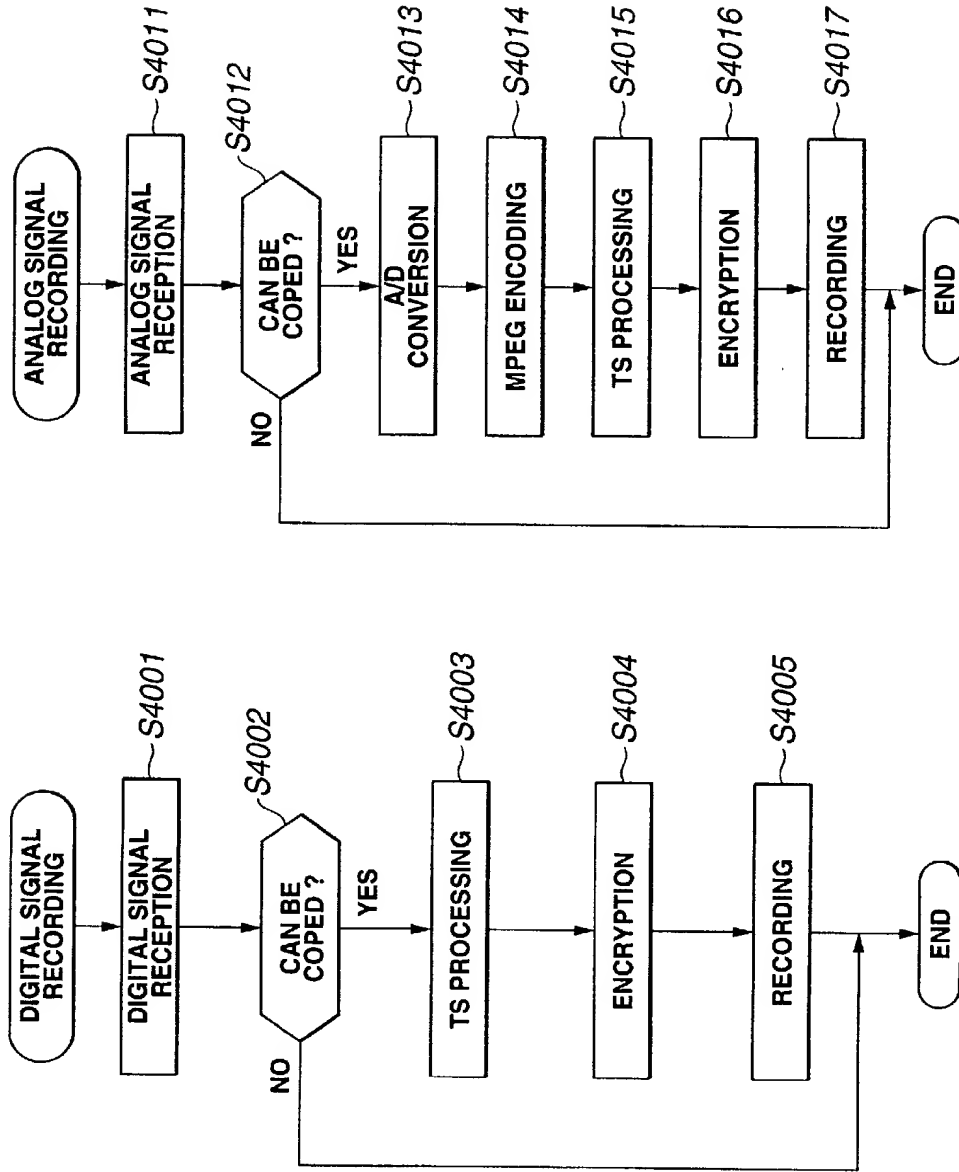 DIGITAL SIGNAL
RECORDING
DIGITAL SIGNAL
RECEPTION
S4001
CAN BE
COPED ?
S4002
NO
YES
TS PROCESSING
S4003
ENCRYPTION
S4004
RECORDING
S4005
END
ANALOG SIGNAL
RECORDING
ANALOG SIGNAL
RECEPTION
S4011
CAN BE
COPED ?
S4012
NO
YES
A/D
CONVERSION
S4013
MPEG ENCODING
S4014
TS PROCESSING
S4015
ENCRYPTION
S4016
RECORDING
S4017
END